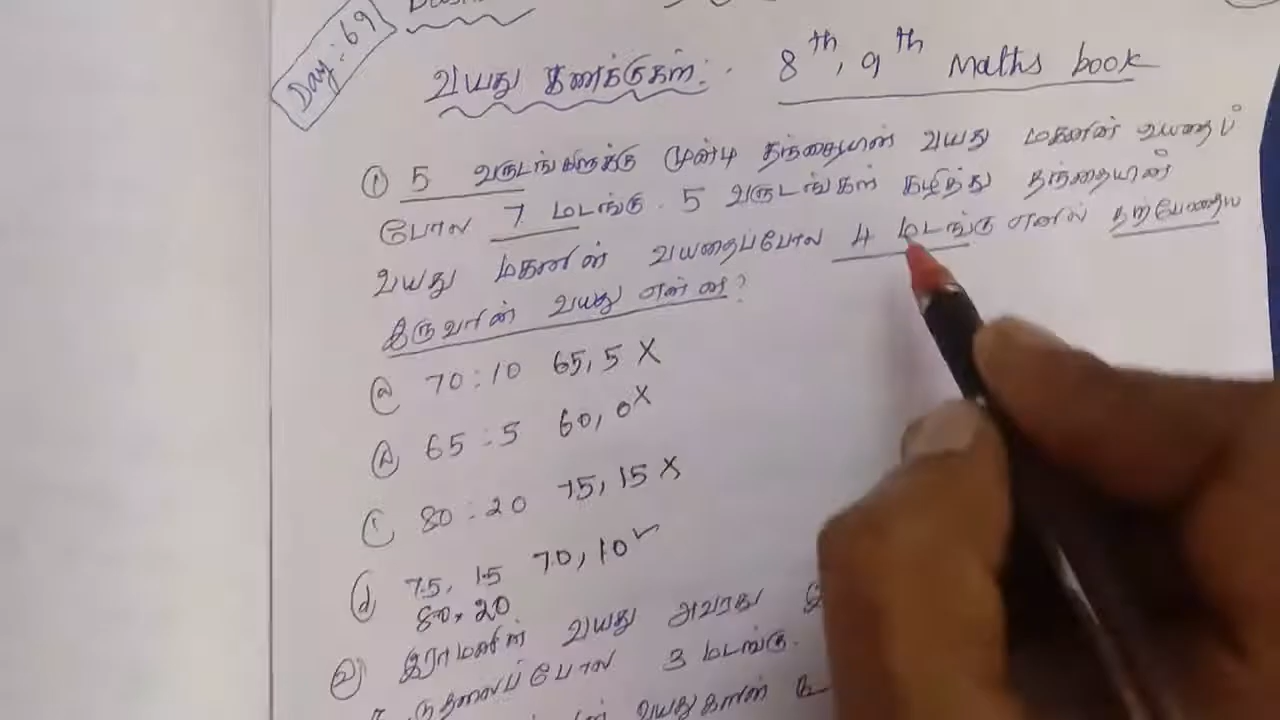 Day: 69
வயது கணக்குகள்: 8th, 9th Maths book
① 5 வருடங்களுக்கு முன்பு தந்தையின் வயது மகனின் வயதைப்
போல 7 மடங்கு. 5 வருடங்கள் கழித்து தந்தையின்
வயது மகனின் வயதைப்போல 4 மடங்கு எனில் தற்போதைய
இருவரின் வயது என்ன?
ⓐ 70:10 65, 5 X
65:5 60, 0 X
80:20 75, 15 X
ⓓ 75, 15 70, 10 ✓
80, 20
இராமனின் வயது அவரது
போல 3 மடங்கு.